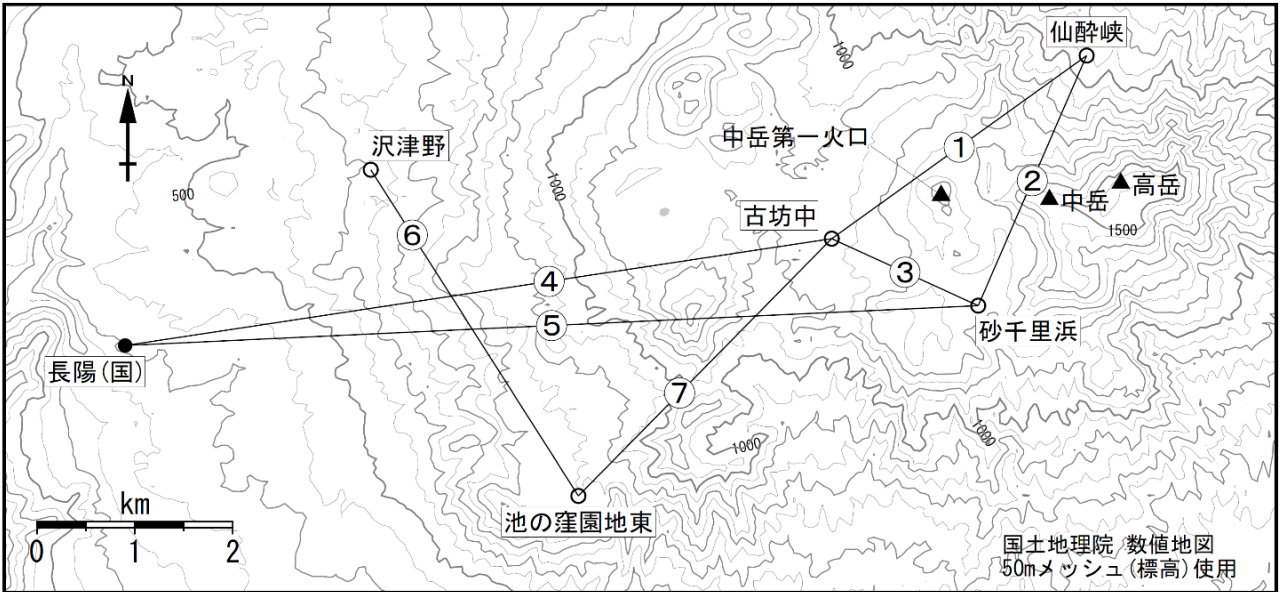 仙酔峡
1000
N
中岳第一火口
沢津野
①
②
高岳
500
1000
中岳
古坊中
1500
⑥
③
④
砂千里浜
⑤
長陽(国)
⑦
1000
1000
km
池の窪園地東
0 1 2
国土地理院 数値地図
50mメッシュ(標高)使用